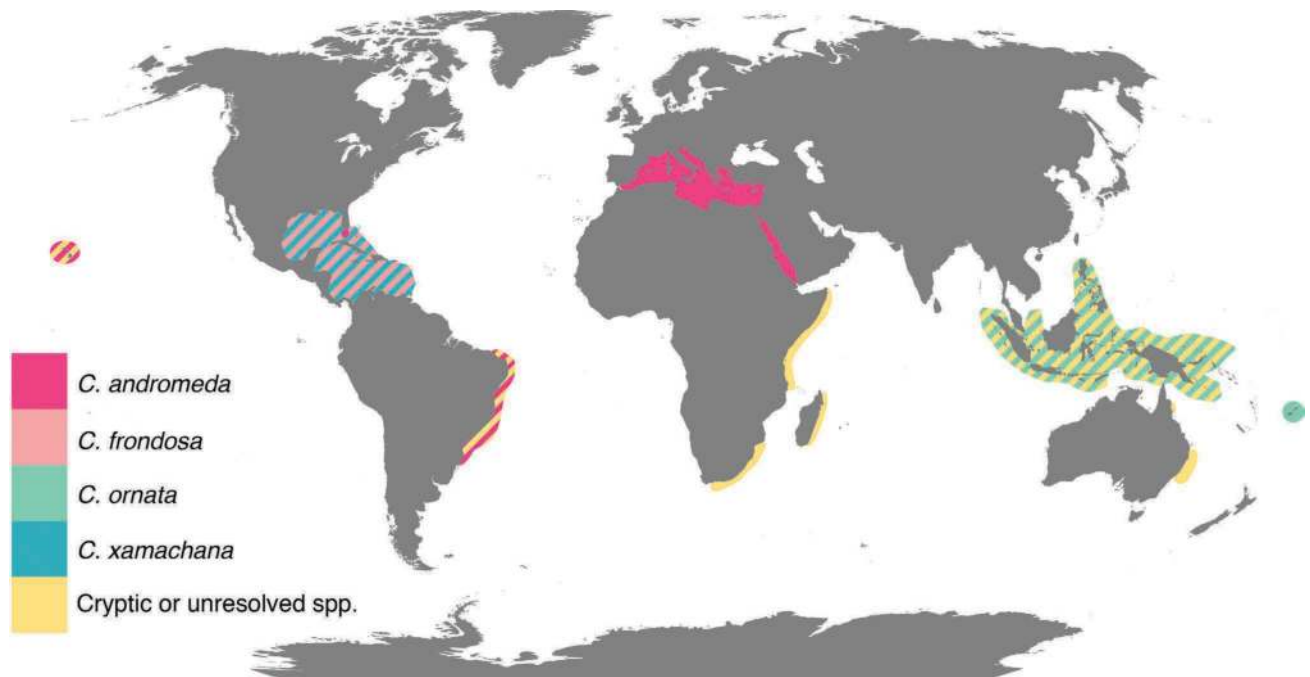 C. andromeda
C. frondosa
C. ornata
C. xamachana
Cryptic or unresolved spp.